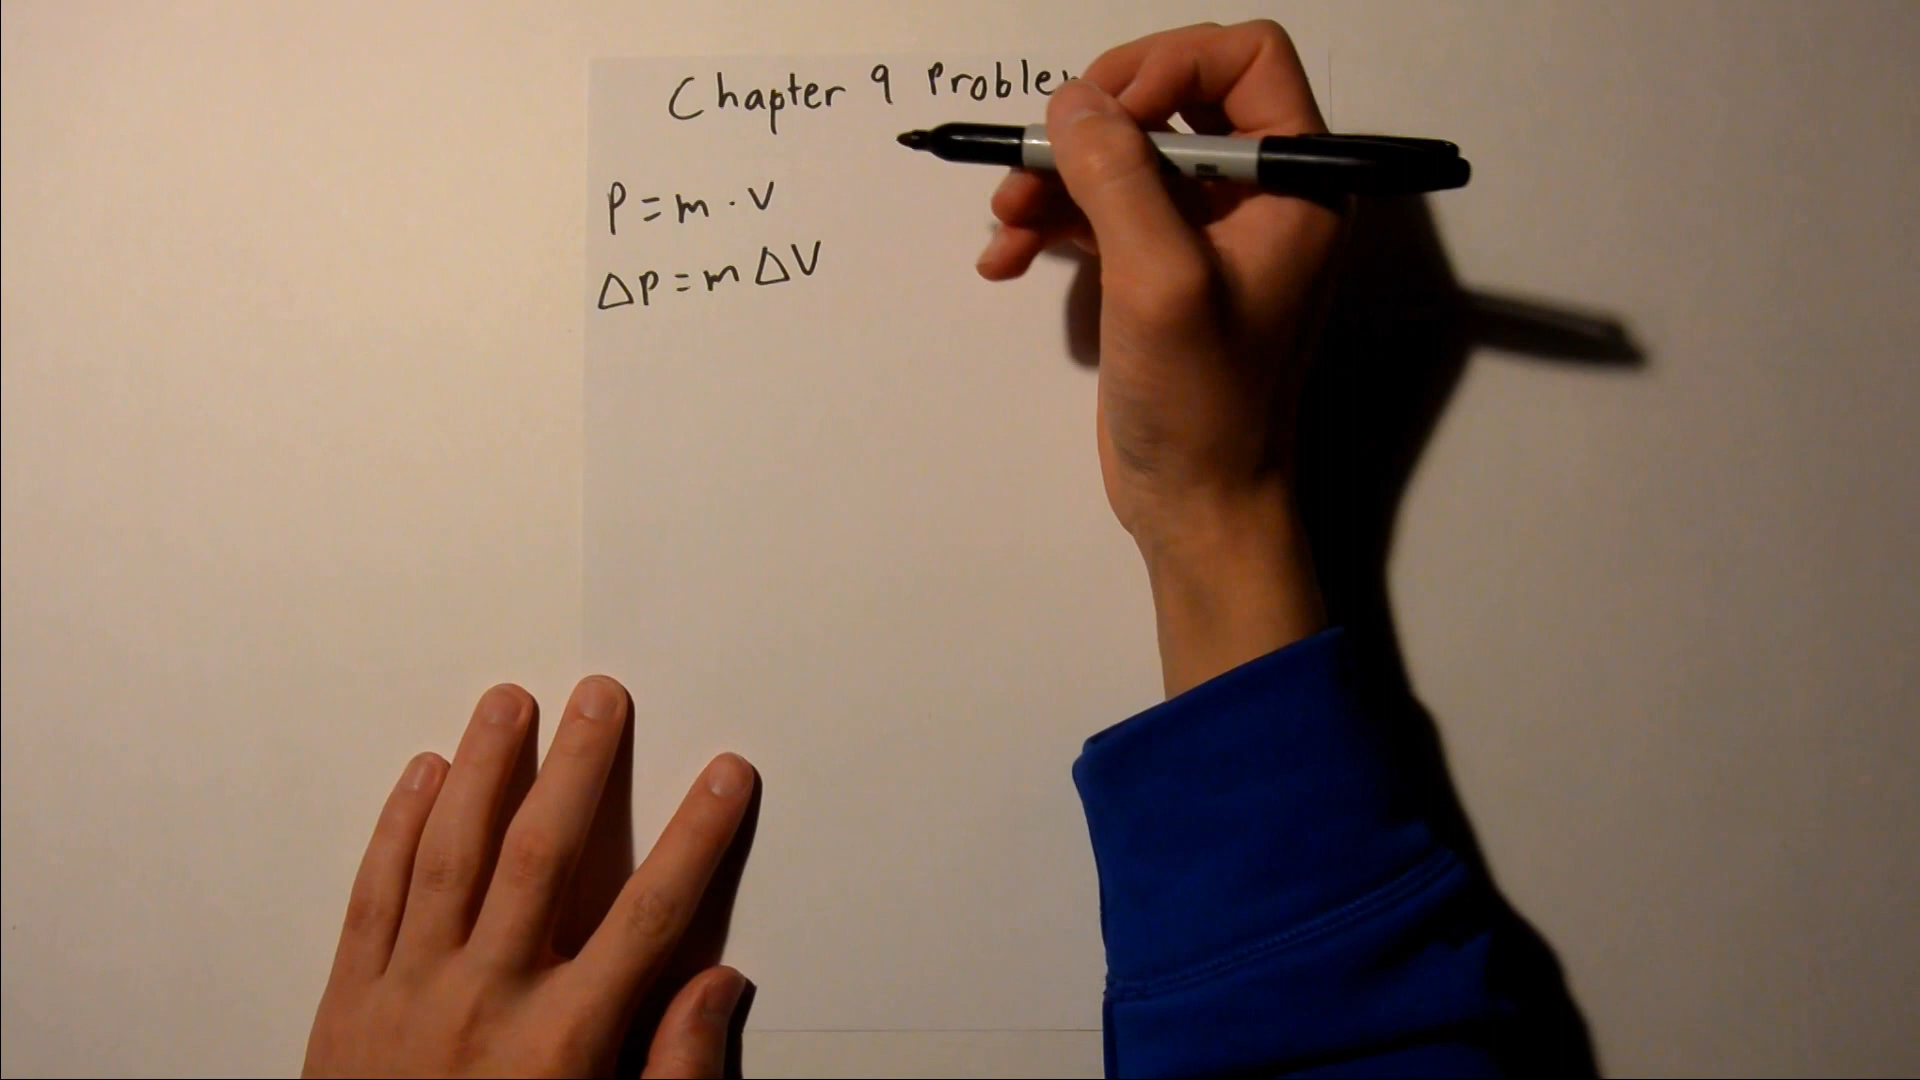 Chapter 9 Proble
P = m · V
ΔP = m ΔV